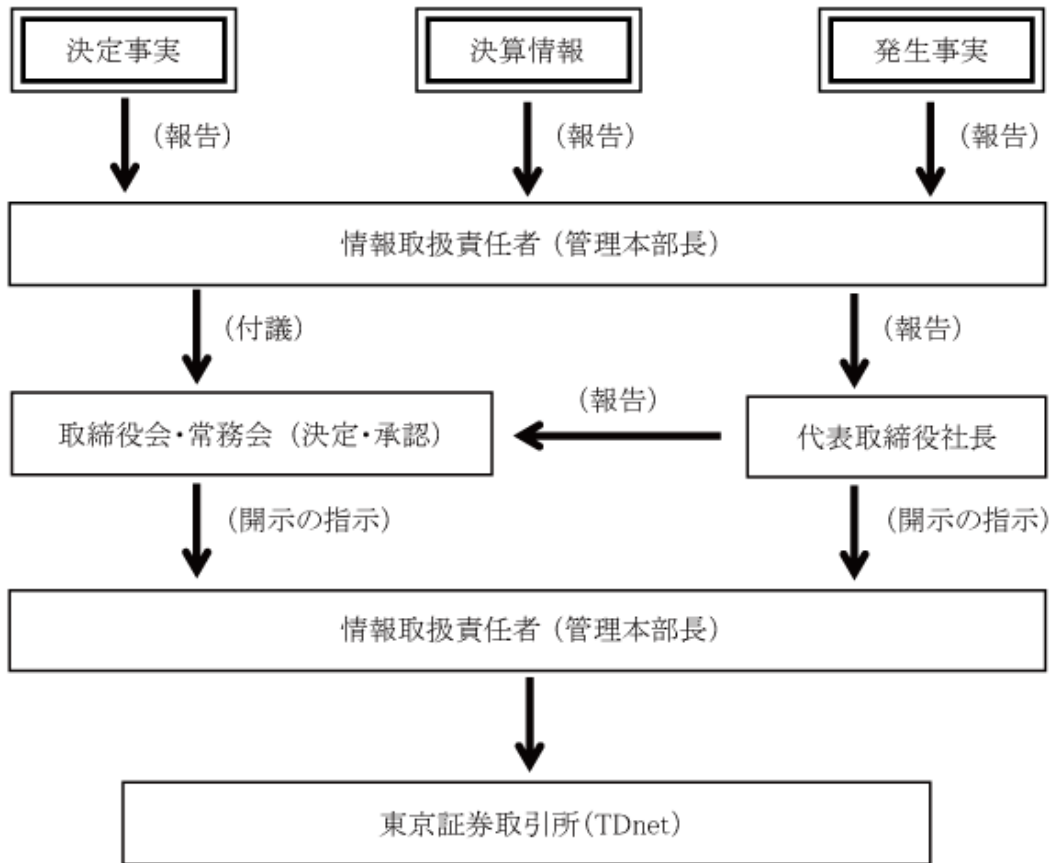 決定事実
決算情報
発生事実
（報告）
（報告）
（報告）
情報取扱責任者（管理本部長）
（付議）
（報告）
取締役会・常務会（決定・承認）
（報告）
代表取締役社長
（開示の指示）
（開示の指示）
情報取扱責任者（管理本部長）
東京証券取引所（TDnet）